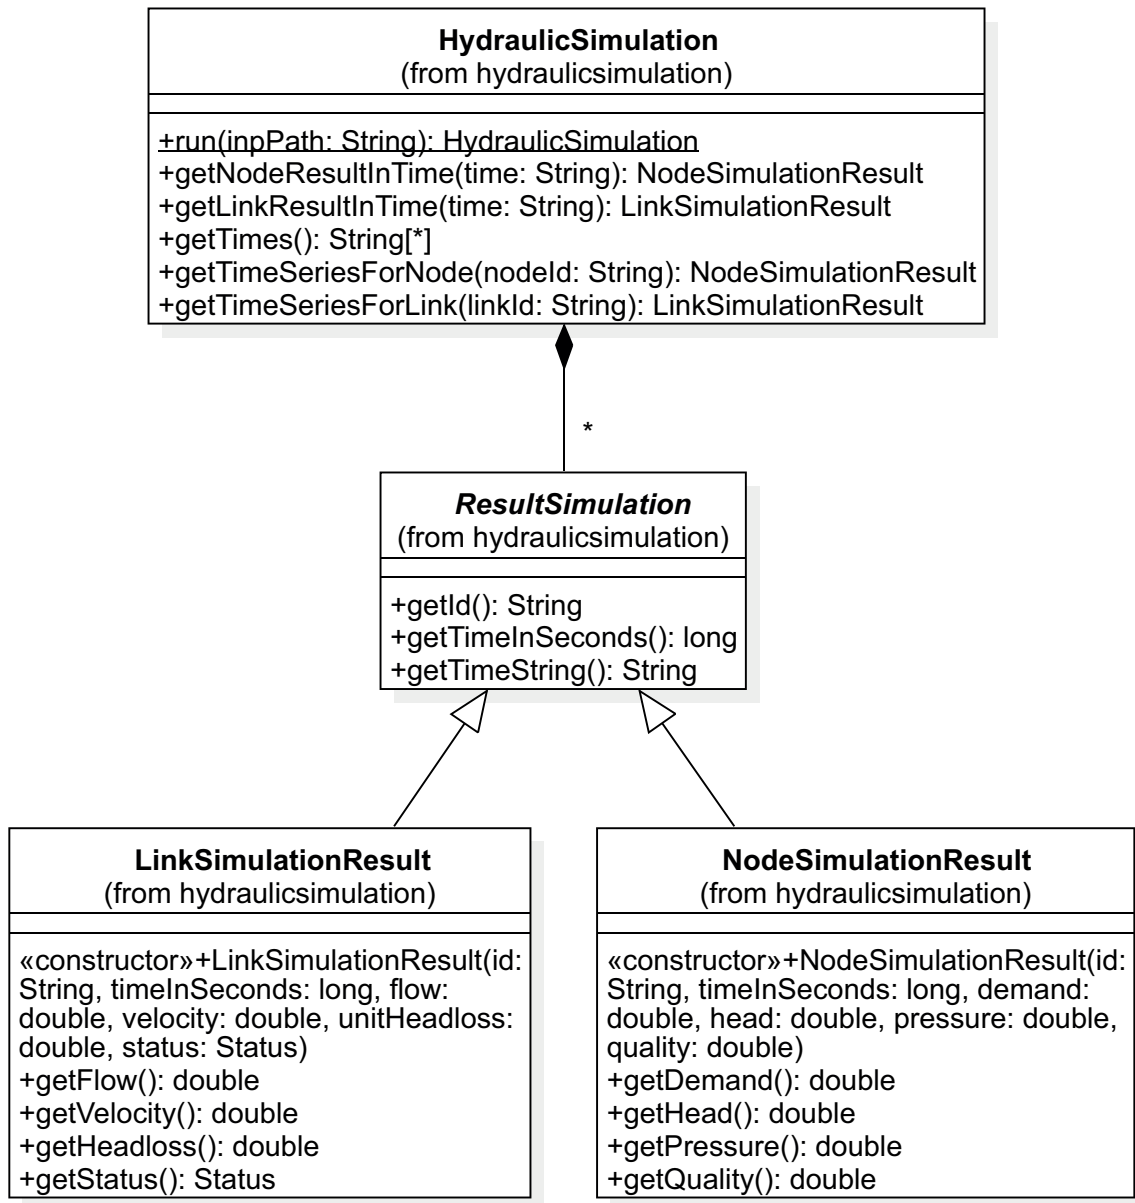 HydraulicSimulation
(from hydraulicsimulation)
+run(inpPath: String): HydraulicSimulation
+getNodeResultInTime(time: String): NodeSimulationResult
+getLinkResultInTime(time: String): LinkSimulationResult
+getTimes(): String[*]
+getTimeSeriesForNode(nodeId: String): NodeSimulationResult
+getTimeSeriesForLink(linkId: String): LinkSimulationResult
*
ResultSimulation
(from hydraulicsimulation)
+getId(): String
+getTimeInSeconds(): long
+getTimeString(): String
LinkSimulationResult
(from hydraulicsimulation)
«constructor»+LinkSimulationResult(id:
String, timeInSeconds: long, flow:
double, velocity: double, unitHeadloss:
double, status: Status)
+getFlow(): double
+getVelocity(): double
+getHeadloss(): double
+getStatus(): Status
NodeSimulationResult
(from hydraulicsimulation)
«constructor»+NodeSimulationResult(id:
String, timeInSeconds: long, demand:
double, head: double, pressure: double,
quality: double)
+getDemand(): double
+getHead(): double
+getPressure(): double
+getQuality(): double